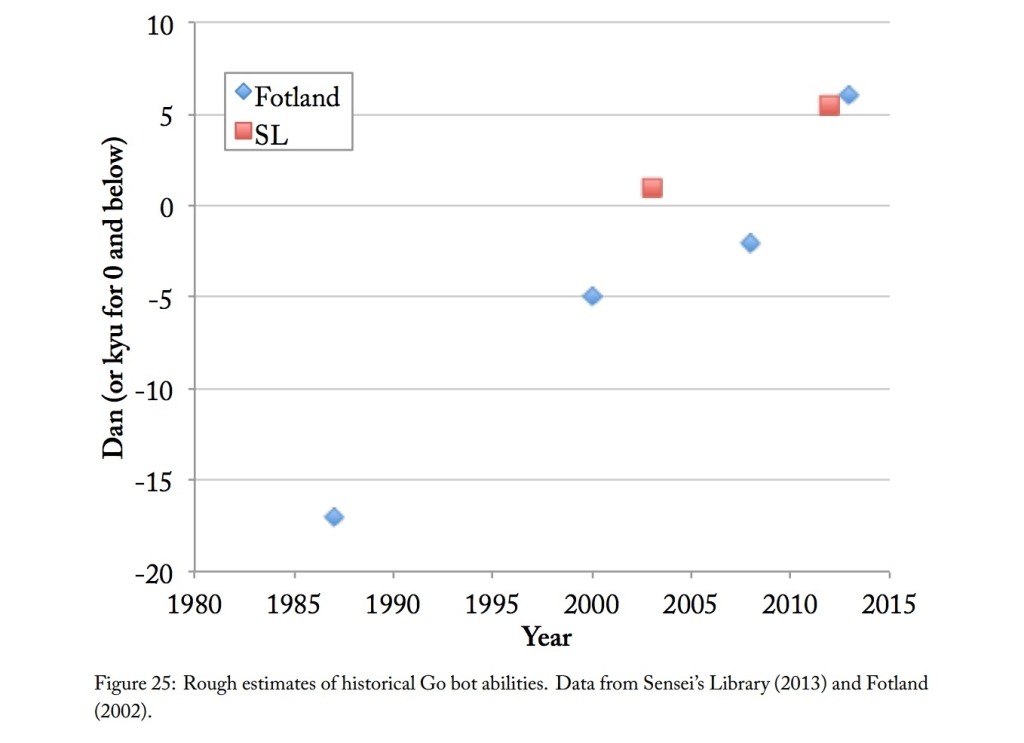 10
5
0
-5
-10
-15
-20
Fotland
SL
Dan (or kyu for 0 and below)
1980 1985 1990 1995 2000 2005 2010 2015
Year
Figure 25: Rough estimates of historical Go bot abilities. Data from Sensei's Library (2013) and Fotland
(2002).